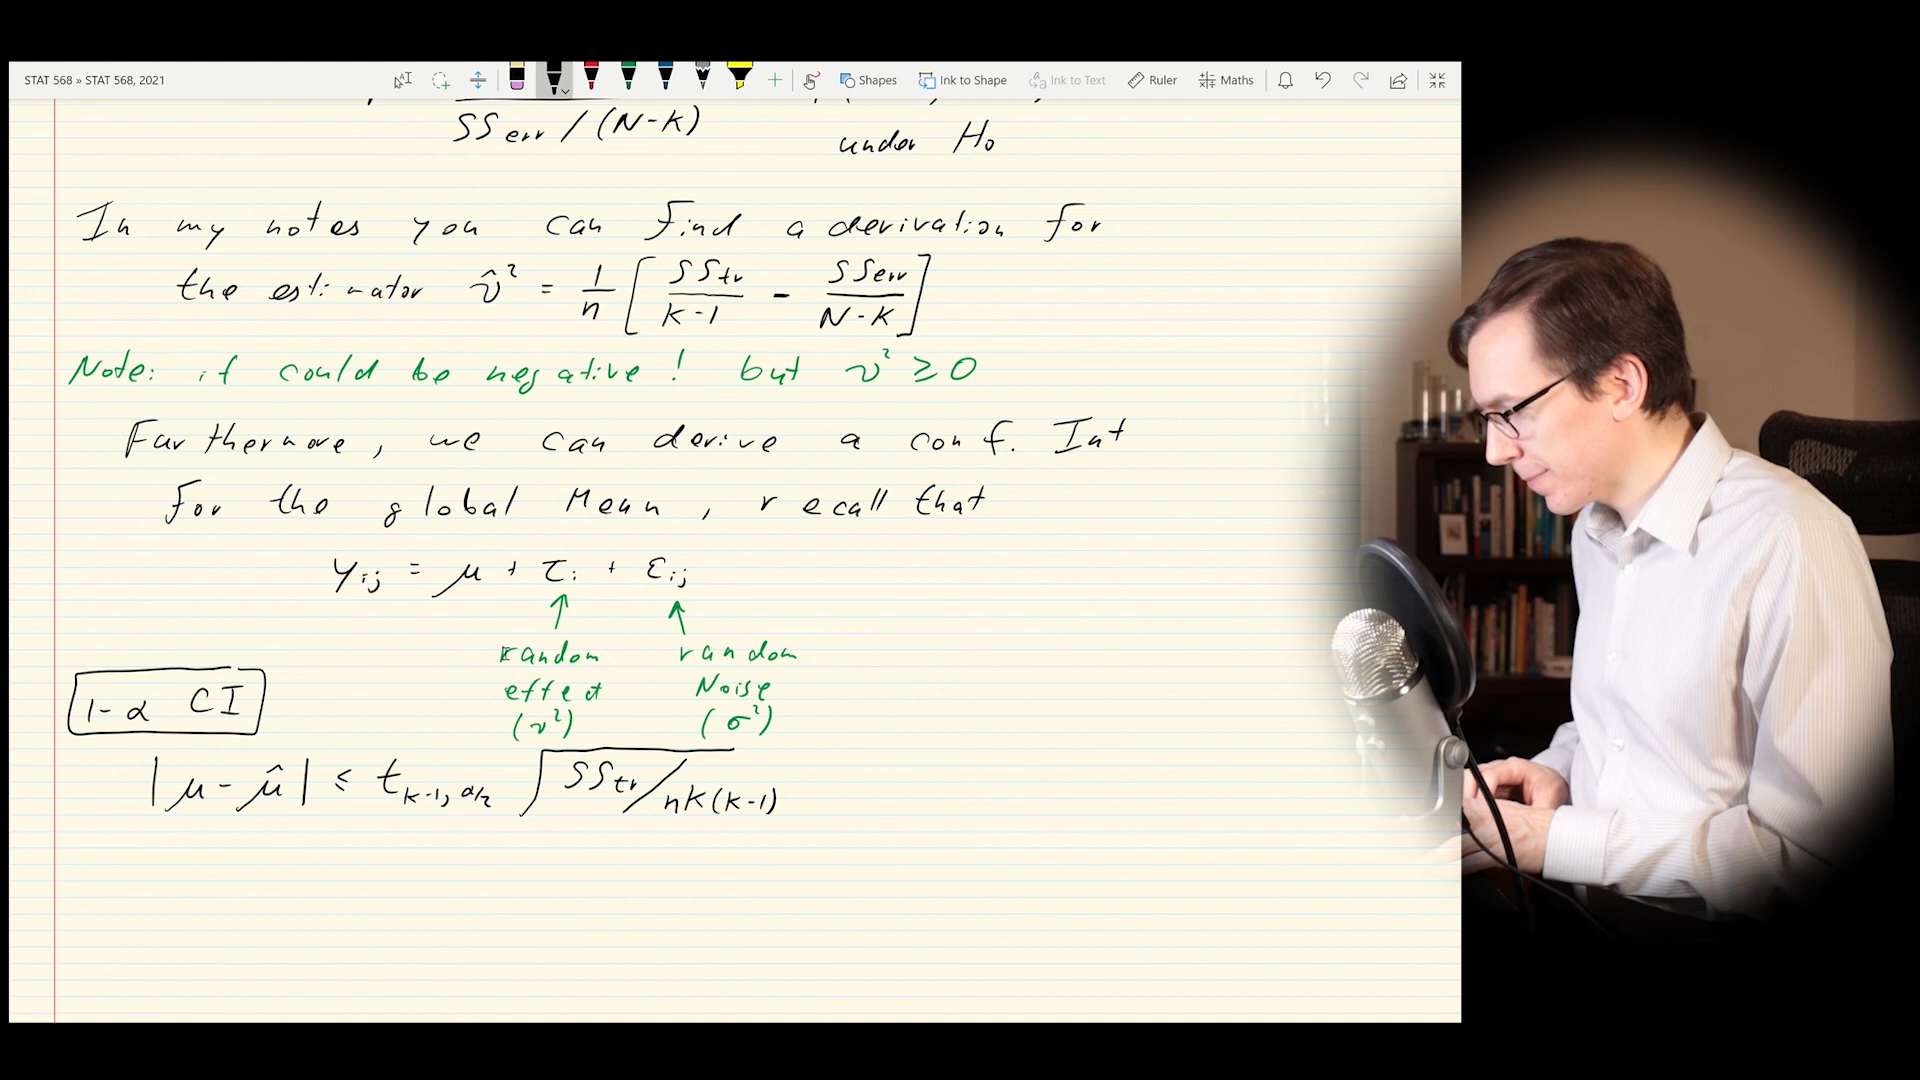 STAT 568 » STAT 568, 2021 Shapes Ink to Shape Ink to Text Ruler Maths
SSerr / (N-K)
under H0
In my notes you can find a derivation for
the estimator ν̂² = 1/n [ SStr/(k-1) - SSerr/(N-K) ]
Note: it could be negative! but ν² ≥ 0
Furthermore, we can derive a conf. Int
For the global Mean, recall that
yij = μ + τi + εij
random random
effect Noise
(ν²) (σ²)
1-α CI
|μ - μ̂| ≤ t k-1, α/2 √ SStr / nK(k-1)